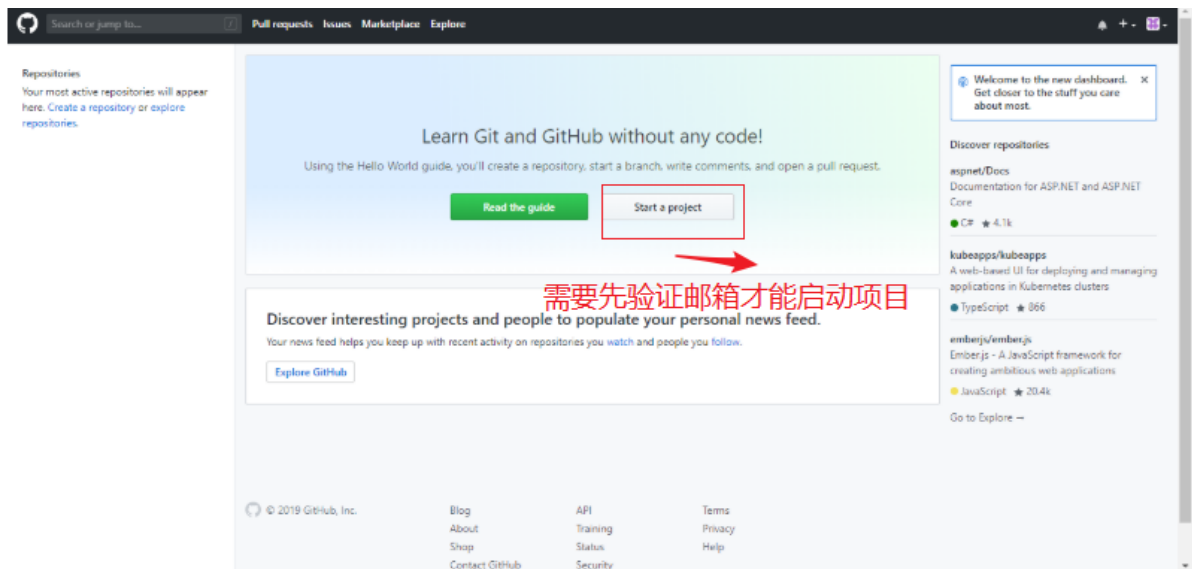 Search or jump to...
/
Pull requests Issues Marketplace Explore
Repositories
Your most active repositories will appear
here. Create a repository or explore
repositories.
Learn Git and GitHub without any code!
Using the Hello World guide, you'll create a repository, start a branch, write comments, and open a pull request.
Read the guide
Start a project
需要先验证邮箱才能启动项目
Discover interesting projects and people to populate your personal news feed.
Your news feed helps you keep up with recent activity on repositories you watch and people you follow.
Explore GitHub
Welcome to the new dashboard.
Get closer to the stuff you care
about most.
Discover repositories
aspnet/Docs
Documentation for ASP.NET and ASP.NET
Core
C# ★ 4.1k
kubeapps/kubeapps
A web-based UI for deploying and managing
applications in Kubernetes clusters
TypeScript ★ 866
emberjs/ember.js
Ember.js - A JavaScript framework for
creating ambitious web applications
JavaScript ★ 20.4k
Go to Explore →
© 2019 GitHub, Inc.
Blog
About
Shop
Contact GitHub
API
Training
Status
Security
Terms
Privacy
Help